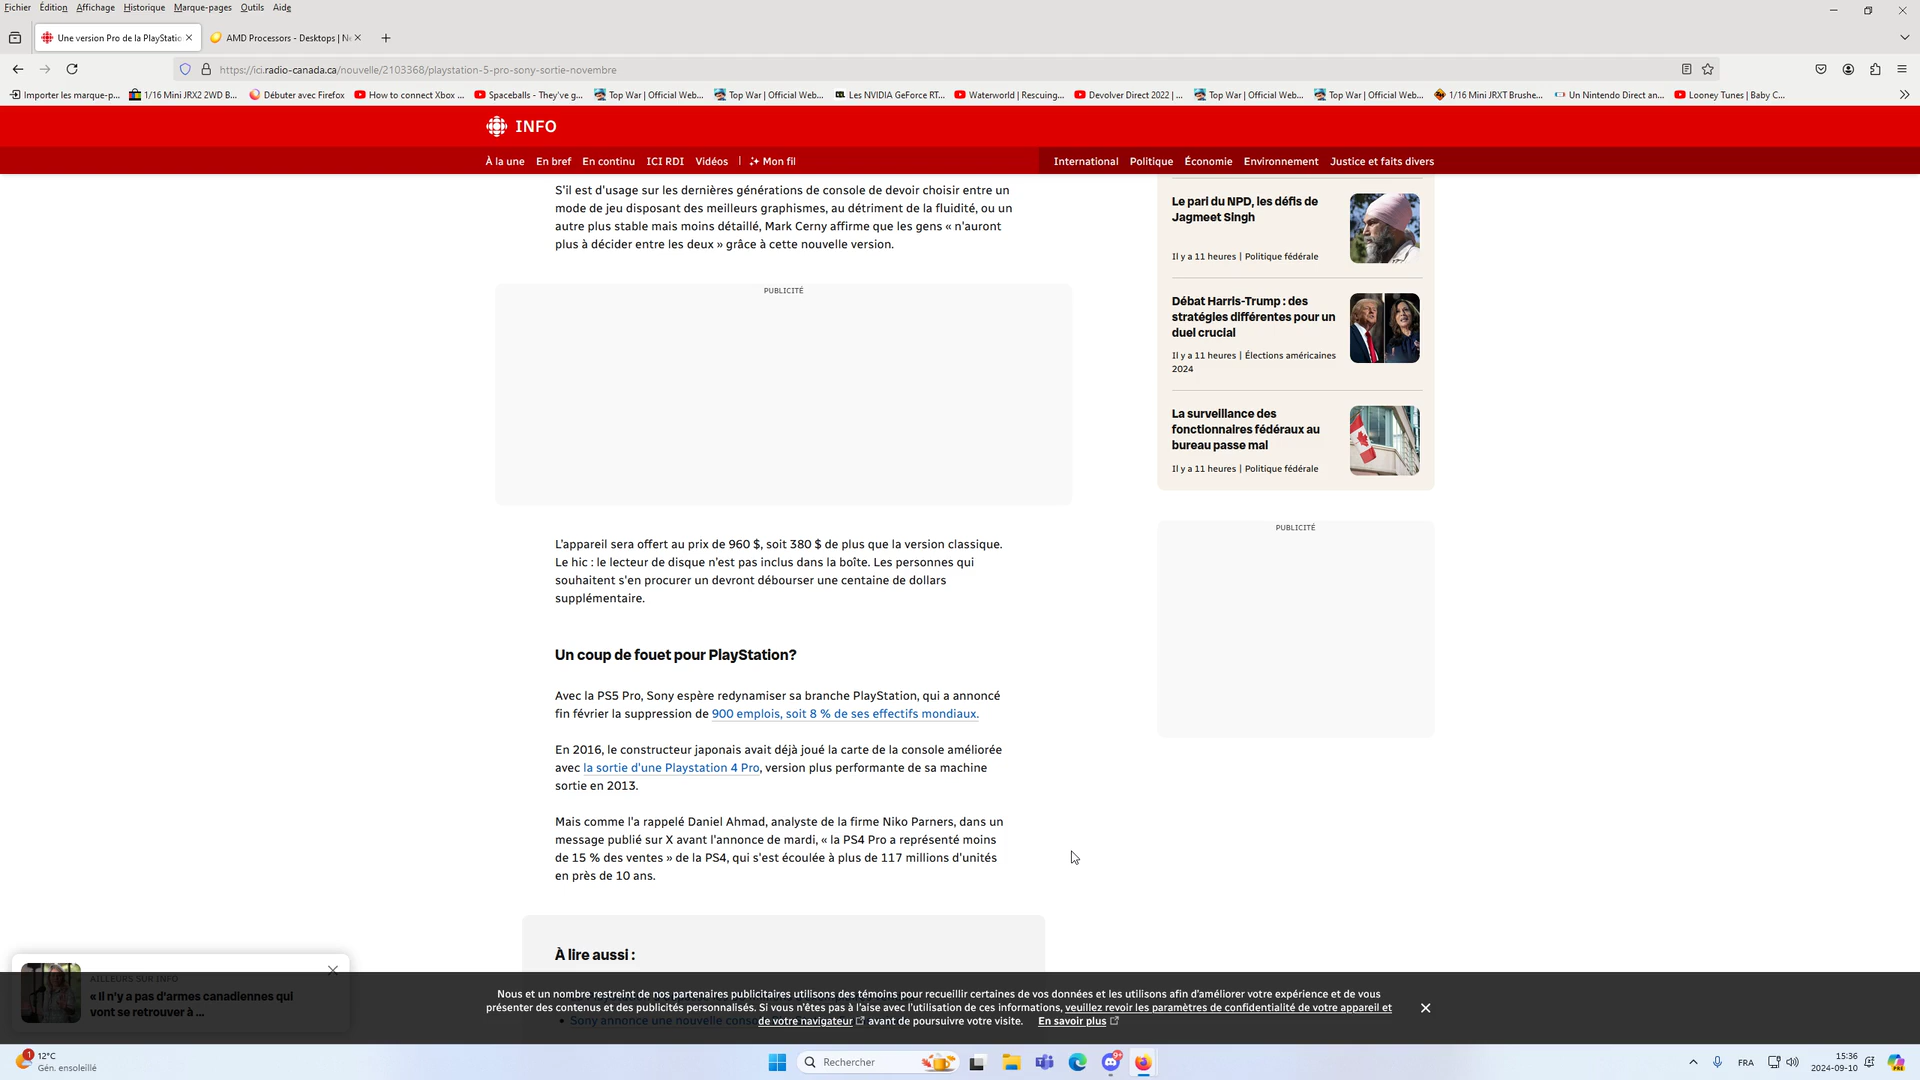 Fichier Édition Affichage Historique Marque-pages Outils Aide
Une version Pro de la PlayStatio
AMD Processors - Desktops | N
https://ici.radio-canada.ca/nouvelle/2103368/playstation-5-pro-sony-sortie-novembre
Importer les marque-p... 1/16 Mini JRX2 2WD B... Débuter avec Firefox How to connect Xbox ... Spaceballs - They've g... Top War | Official Web... Top War | Official Web... Les NVIDIA GeForce RT... Waterworld | Rescuing... Devolver Direct 2022 | ... Top War | Official Web... Top War | Official Web... 1/16 Mini JRXT Brushe... Un Nintendo Direct an... Looney Tunes | Baby C...
INFO
À la une En bref En continu ICI RDI Vidéos | Mon fil International Politique Économie Environnement Justice et faits divers
S'il est d'usage sur les dernières générations de console de devoir choisir entre un
mode de jeu disposant des meilleurs graphismes, au détriment de la fluidité, ou un
autre plus stable mais moins détaillé, Mark Cerny affirme que les gens « n'auront
plus à décider entre les deux » grâce à cette nouvelle version.
PUBLICITÉ
L'appareil sera offert au prix de 960 $, soit 380 $ de plus que la version classique.
Le hic : le lecteur de disque n'est pas inclus dans la boîte. Les personnes qui
souhaitent s'en procurer un devront débourser une centaine de dollars
supplémentaire.
Un coup de fouet pour PlayStation?
Avec la PS5 Pro, Sony espère redynamiser sa branche PlayStation, qui a annoncé
fin février la suppression de 900 emplois, soit 8 % de ses effectifs mondiaux.
En 2016, le constructeur japonais avait déjà joué la carte de la console améliorée
avec la sortie d'une Playstation 4 Pro, version plus performante de sa machine
sortie en 2013.
Mais comme l'a rappelé Daniel Ahmad, analyste de la firme Niko Parners, dans un
message publié sur X avant l'annonce de mardi, « la PS4 Pro a représenté moins
de 15 % des ventes » de la PS4, qui s'est écoulée à plus de 117 millions d'unités
en près de 10 ans.
À lire aussi :
Le pari du NPD, les défis de
Jagmeet Singh
Il y a 11 heures | Politique fédérale
Débat Harris-Trump : des
stratégies différentes pour un
duel crucial
Il y a 11 heures | Élections américaines
2024
La surveillance des
fonctionnaires fédéraux au
bureau passe mal
Il y a 11 heures | Politique fédérale
PUBLICITÉ
AILLEURS SUR INFO
« Il n'y a pas d'armes canadiennes qui
vont se retrouver à ...
Nous et un nombre restreint de nos partenaires publicitaires utilisons des témoins pour recueillir certaines de vos données et les utilisons afin d'améliorer votre expérience et de vous
présenter des contenus et des publicités personnalisés. Si vous n'êtes pas à l'aise avec l'utilisation de ces informations, veuillez revoir les paramètres de confidentialité de votre appareil et
de votre navigateur avant de poursuivre votre visite. En savoir plus
Sony annonce une nouvelle
1
12°C
Gén. ensoleillé
Rechercher
9+
FRA
15:36
2024-09-10
PRE